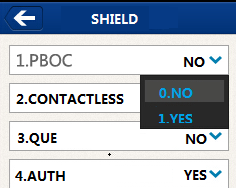 SHIELD
1.PBOC NO
0.NO
2.CONTACTLESS
1.YES
3.QUE NO
4.AUTH YES